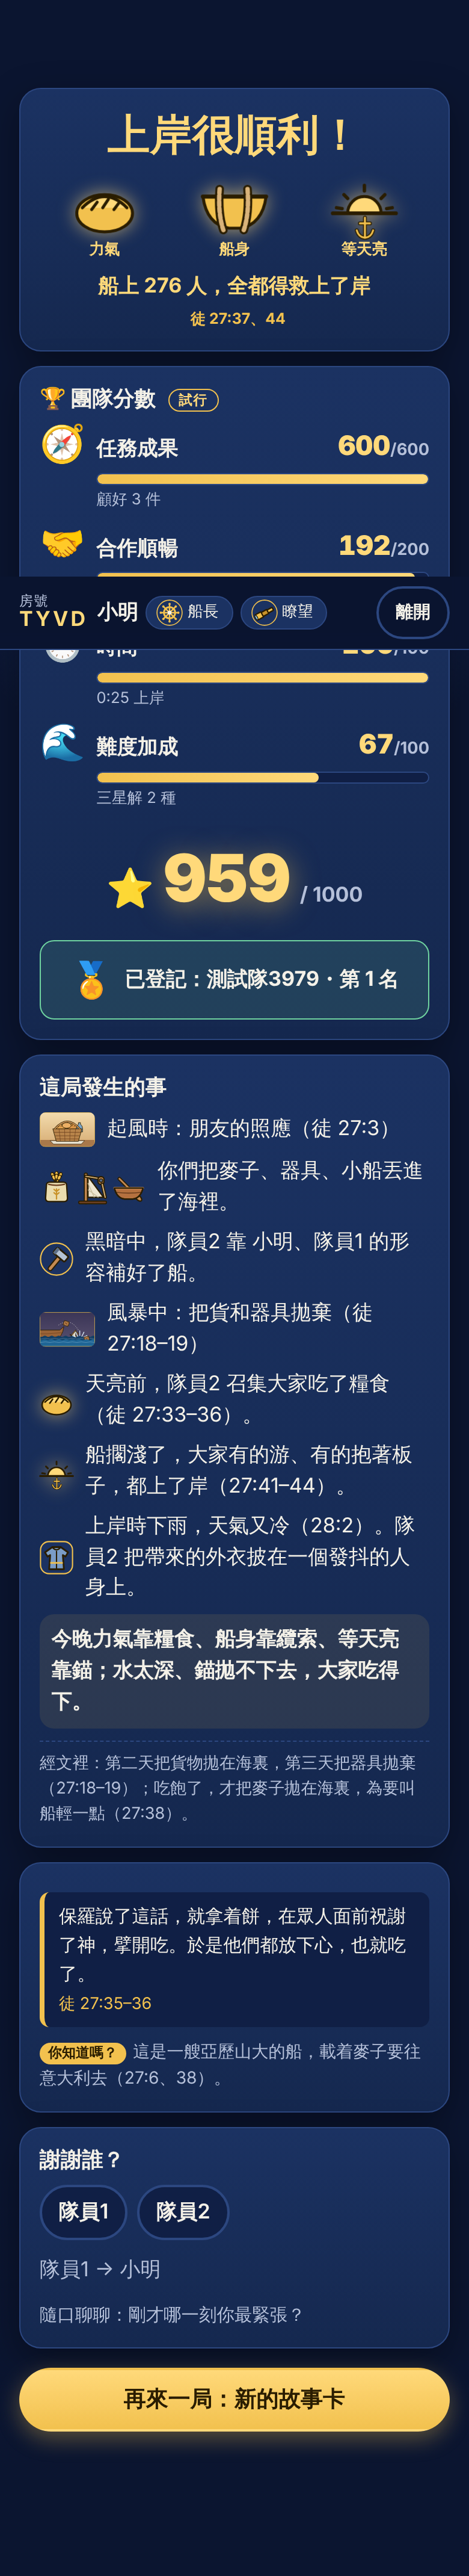 上岸很順利！
力氣
船身
等天亮
船上 276 人，全都得救上了岸
徒 27:37、44
團隊分數 試行
任務成果 600/600
顧好 3 件
合作順暢 192/200
房號
TYVD 小明 船長 瞭望 離開
0:25 上岸
難度加成 67/100
三星解 2 種
959 / 1000
已登記：測試隊3979・第 1 名
這局發生的事
起風時：朋友的照應（徒 27:3）
你們把麥子、器具、小船丟進
了海裡。
黑暗中，隊員2 靠 小明、隊員1 的形
容補好了船。
風暴中：把貨和器具拋棄（徒
27:18–19）
天亮前，隊員2 召集大家吃了糧食
（徒 27:33–36）。
船擱淺了，大家有的游、有的抱著板
子，都上了岸（27:41–44）。
上岸時下雨，天氣又冷（28:2）。隊
員2 把帶來的外衣披在一個發抖的人
身上。
今晚力氣靠糧食、船身靠纜索、等天亮
靠錨；水太深、錨拋不下去，大家吃得
下。
經文裡：第二天把貨物拋在海裏，第三天把器具拋棄
（27:18–19）；吃飽了，才把麥子拋在海裏，為要叫
船輕一點（27:38）。
保羅說了這話，就拿着餅，在眾人面前祝謝
了神，擘開吃。於是他們都放下心，也就吃
了。
徒 27:35–36
你知道嗎？ 這是一艘亞歷山大的船，載着麥子要往
意大利去（27:6、38）。
謝謝誰？
隊員1 隊員2
隊員1 → 小明
隨口聊聊：剛才哪一刻你最緊張？
再來一局：新的故事卡